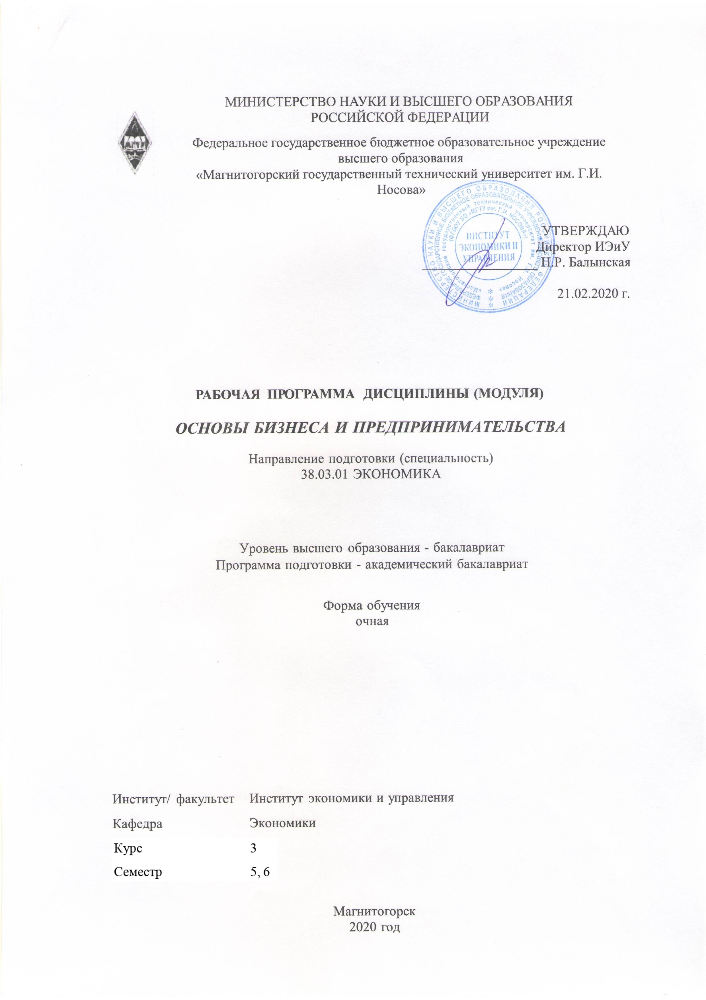 МИНИСТЕРСТВО НАУКИ И ВЫСШЕГО ОБРАЗОВАНИЯ
РОССИЙСКОЙ ФЕДЕРАЦИИ
МГТУ
Федеральное государственное бюджетное образовательное учреждение
высшего образования
«Магнитогорский государственный технический университет им. Г.И.
Носова»
МИНИСТЕРСТВО НАУКИ И ВЫСШЕГО ОБРАЗОВАНИЯ РОССИЙСКОЙ ФЕДЕРАЦИИ
ФЕДЕРАЛЬНОЕ ГОСУДАРСТВЕННОЕ БЮДЖЕТНОЕ ОБРАЗОВАТЕЛЬНОЕ УЧРЕЖДЕНИЕ ВЫСШЕГО ОБРАЗОВАНИЯ
«Магнитогорский государственный технический университет им. Г.И. Носова»
(ФГБОУ ВО «МГТУ им. Г.И. НОСОВА»)
ИНСТИТУТ
ЭКОНОМИКИ И
УПРАВЛЕНИЯ
УТВЕРЖДАЮ
Директор ИЭиУ
Н.Р. Балынская
21.02.2020 г.
РАБОЧАЯ ПРОГРАММА ДИСЦИПЛИНЫ (МОДУЛЯ)
ОСНОВЫ БИЗНЕСА И ПРЕДПРИНИМАТЕЛЬСТВА
Направление подготовки (специальность)
38.03.01 ЭКОНОМИКА
Уровень высшего образования - бакалавриат
Программа подготовки - академический бакалавриат
Форма обучения
очная
Институт/ факультет Институт экономики и управления
Кафедра Экономики
Курс 3
Семестр 5, 6
Магнитогорск
2020 год